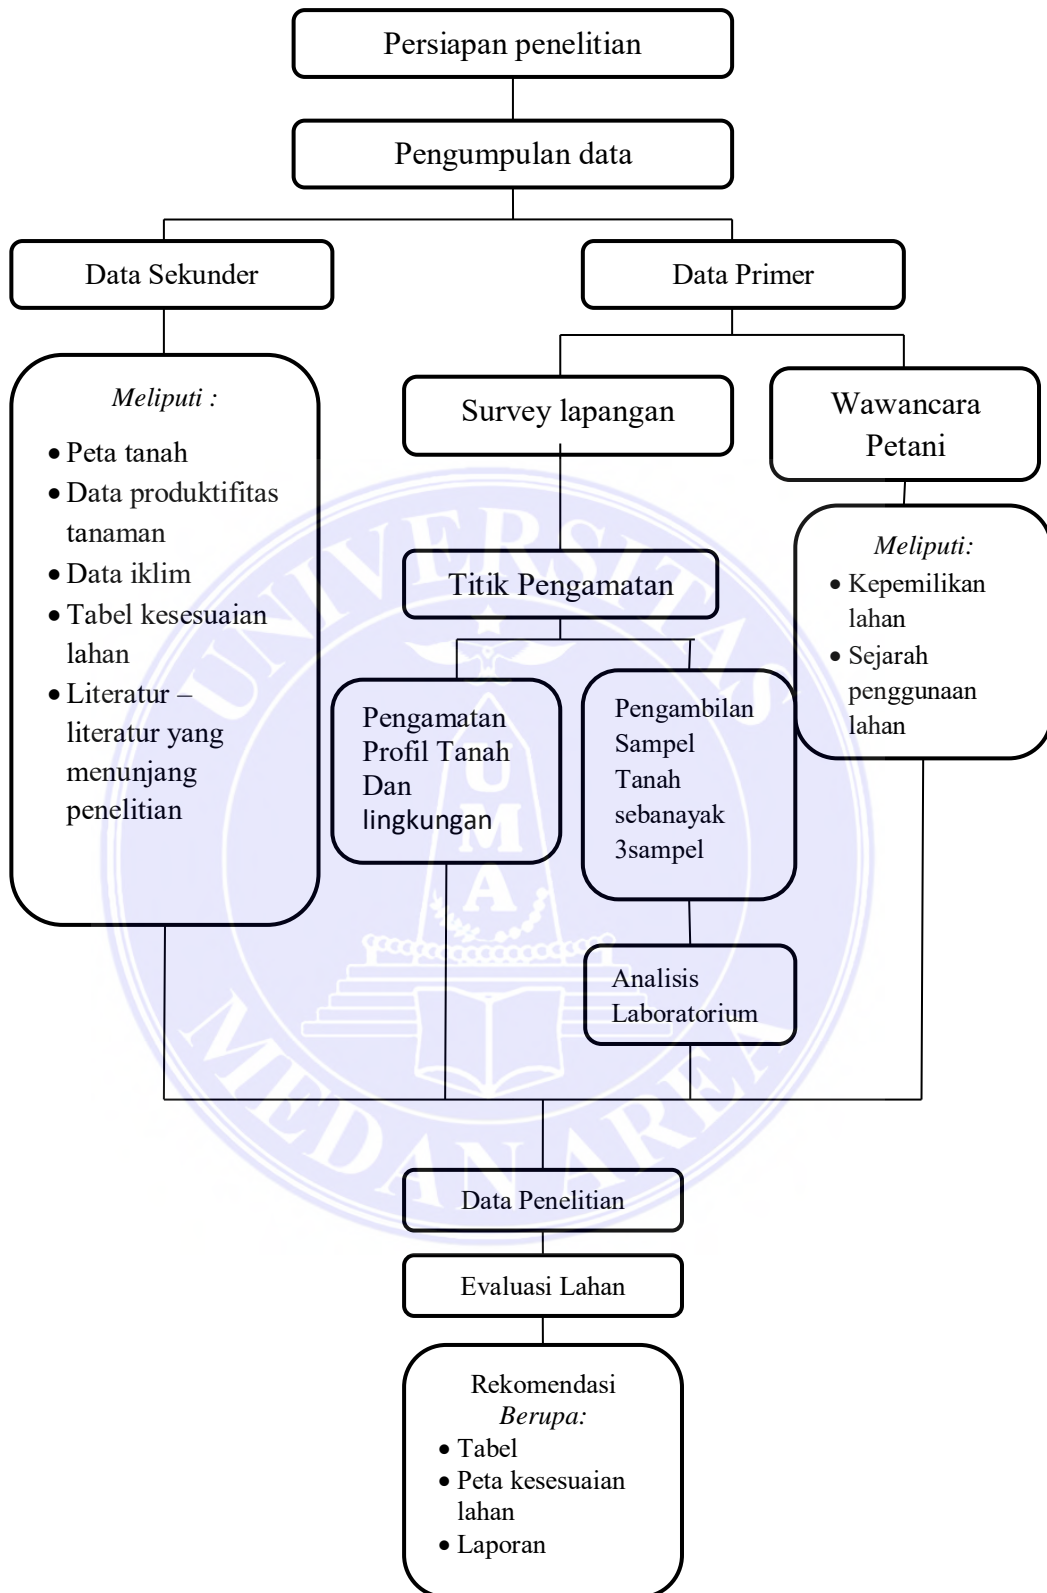 Persiapan penelitian
Pengumpulan data
Data Sekunder
Data Primer
Meliputi :
• Peta tanah
• Data produktifitas
tanaman
• Data iklim
• Tabel kesesuaian
lahan
• Literatur –
literatur yang
menunjang
penelitian
Survey lapangan
Wawancara
Petani
Titik Pengamatan
Meliputi:
• Kepemilikan
lahan
• Sejarah
penggunaan
lahan
Pengamatan
Profil Tanah
Dan
lingkungan
Pengambilan
Sampel
Tanah
sebanayak
3sampel
Analisis
Laboratorium
Data Penelitian
Evaluasi Lahan
Rekomendasi
Berupa:
• Tabel
• Peta kesesuaian
lahan
• Laporan
UNIVERSITAS
MEDAN AREA
U
M
A